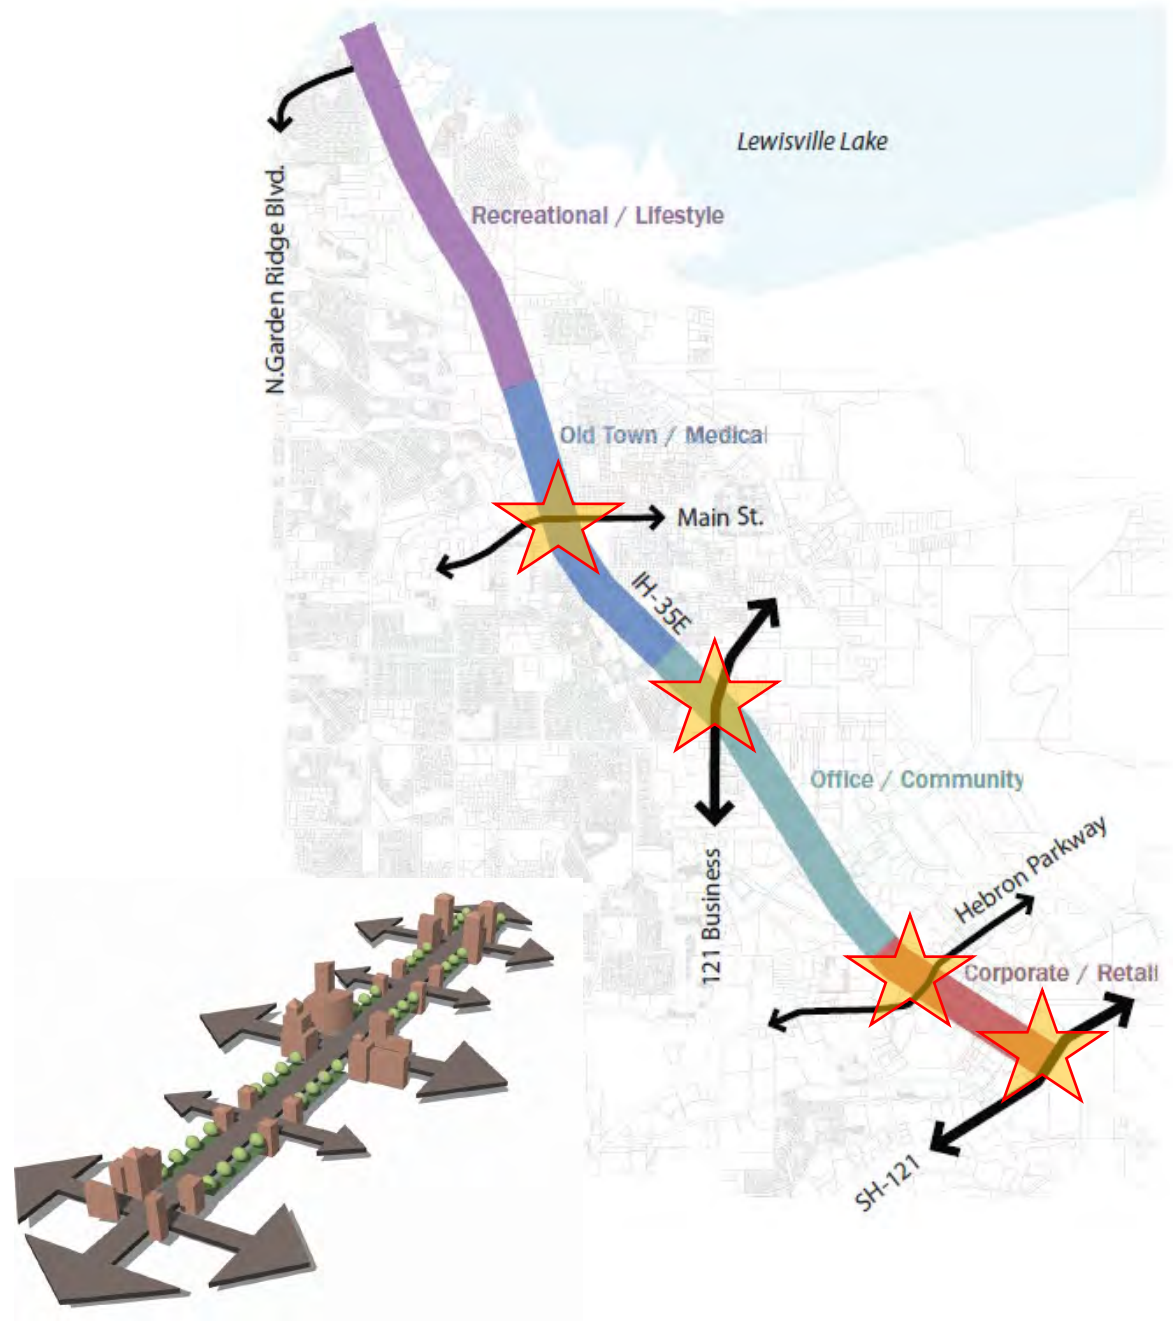 Lewisville Lake
N.Garden Ridge Blvd.
Recreational / Lifestyle
Old Town / Medical
Main St.
IH-35E
Office / Community
121 Business
Hebron Parkway
Corporate / Retail
SH-121